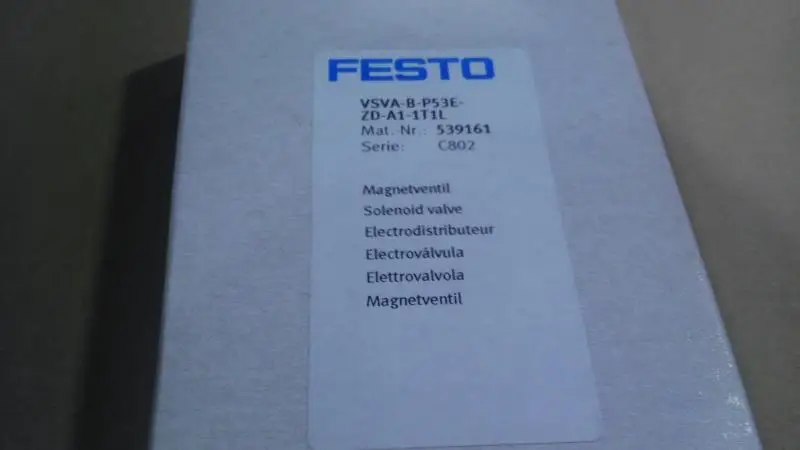 FESTO
VSVA-B-P53E-
ZD-A1-1T1L
Mat.-Nr.: 539161
Serie: C802
Magnetventil
Solenoid valve
Electrodistributeur
Electroválvula
Elettrovalvola
Magnetventil